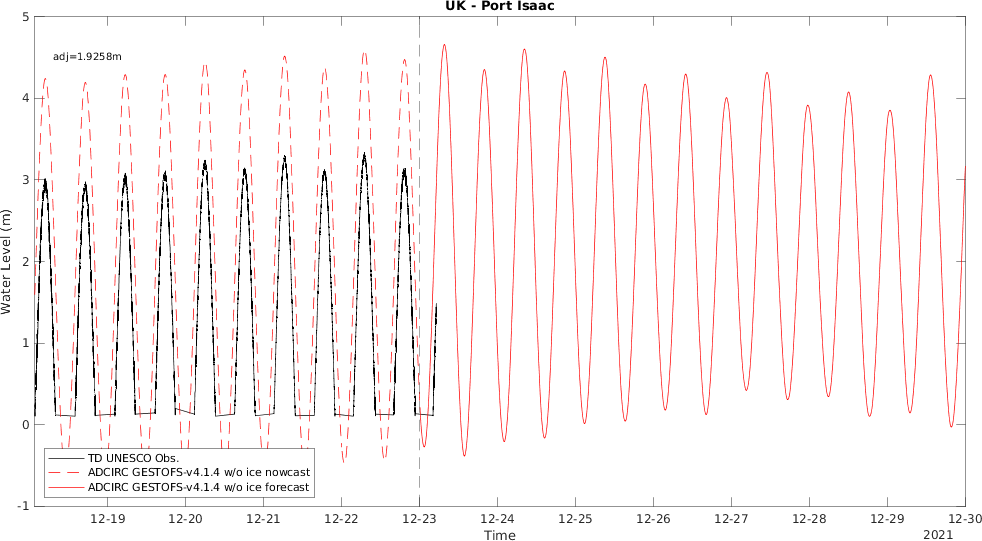 UK - Port Isaac
adj=1.9258m
5
4
3
2
1
0
-1
Water Level (m)
TD UNESCO Obs.
ADCIRC GESTOFS-v4.1.4 w/o ice nowcast
ADCIRC GESTOFS-v4.1.4 w/o ice forecast
12-19 12-20 12-21 12-22 12-23 12-24 12-25 12-26 12-27 12-28 12-29 12-30
Time
2021